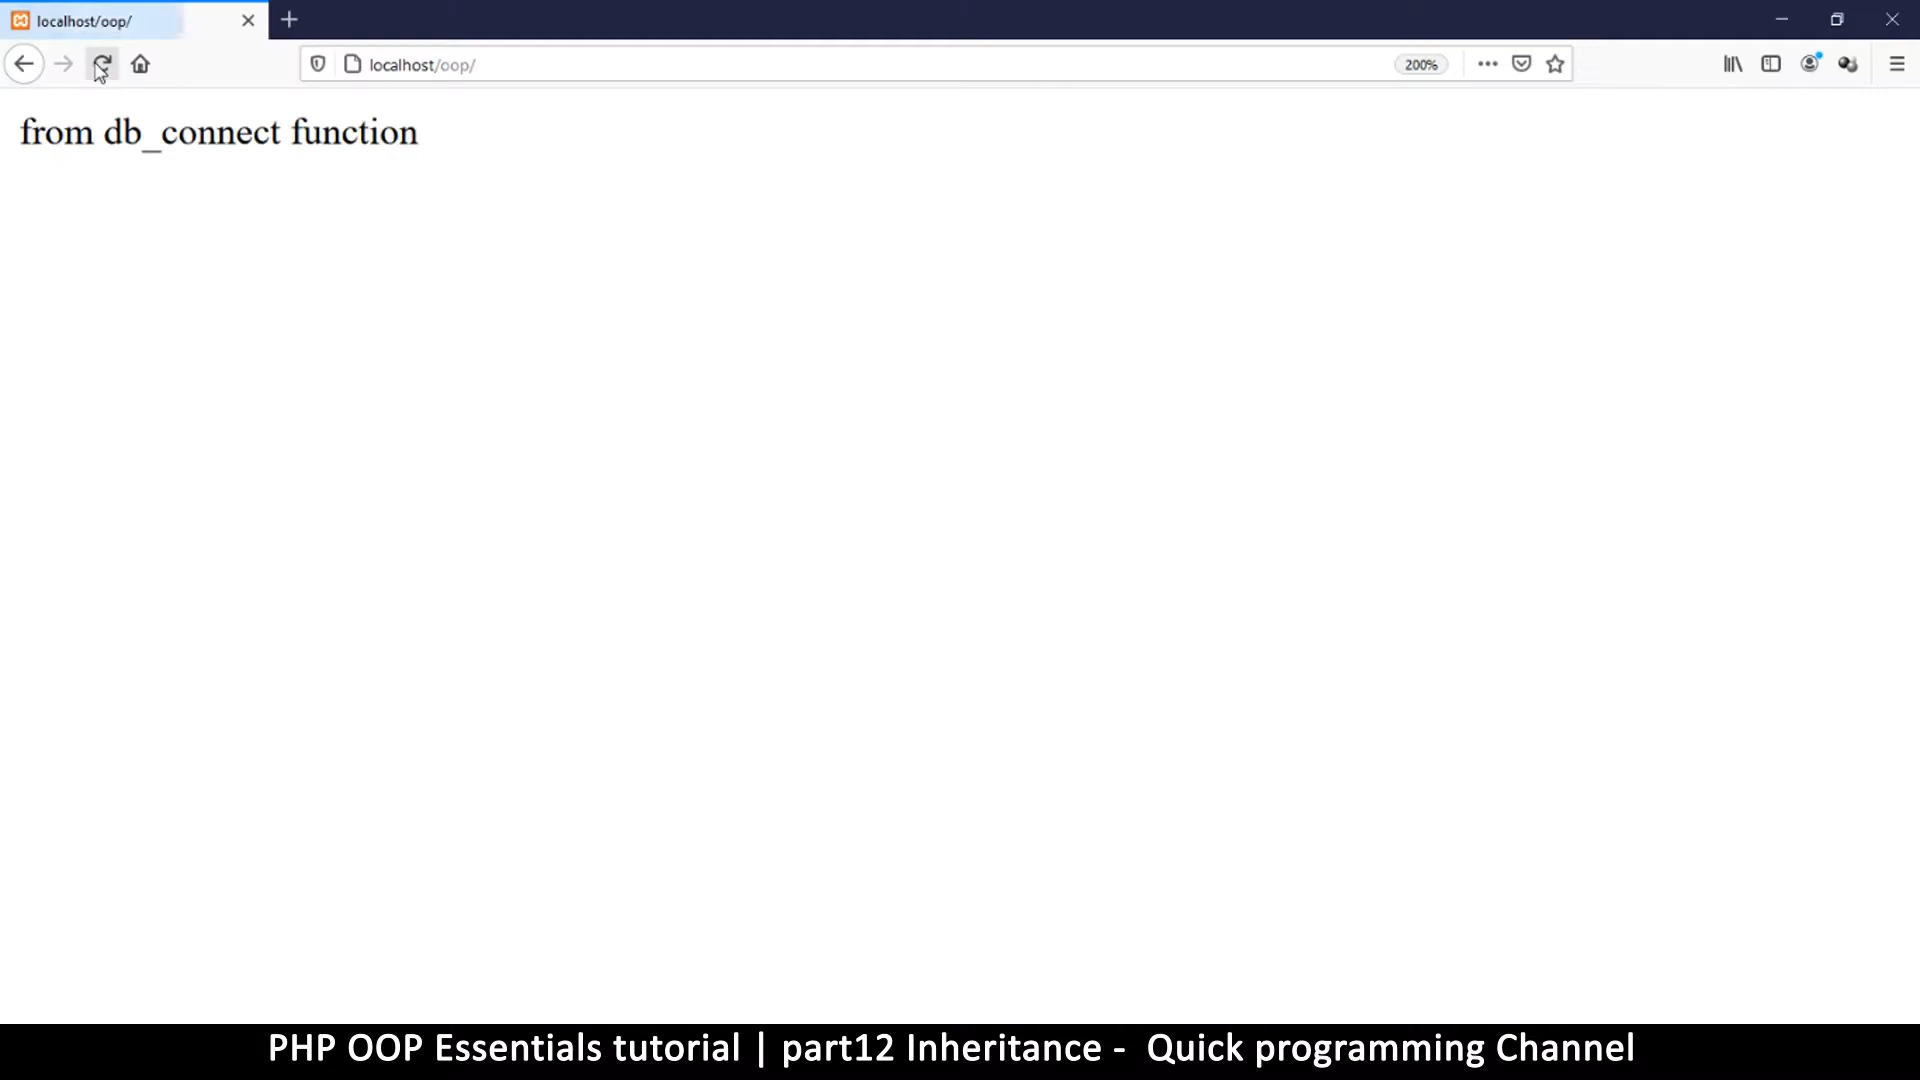 localhost/oop/
localhost/oop/
200%
from db_connect function
PHP OOP Essentials tutorial | part12 Inheritance - Quick programming Channel